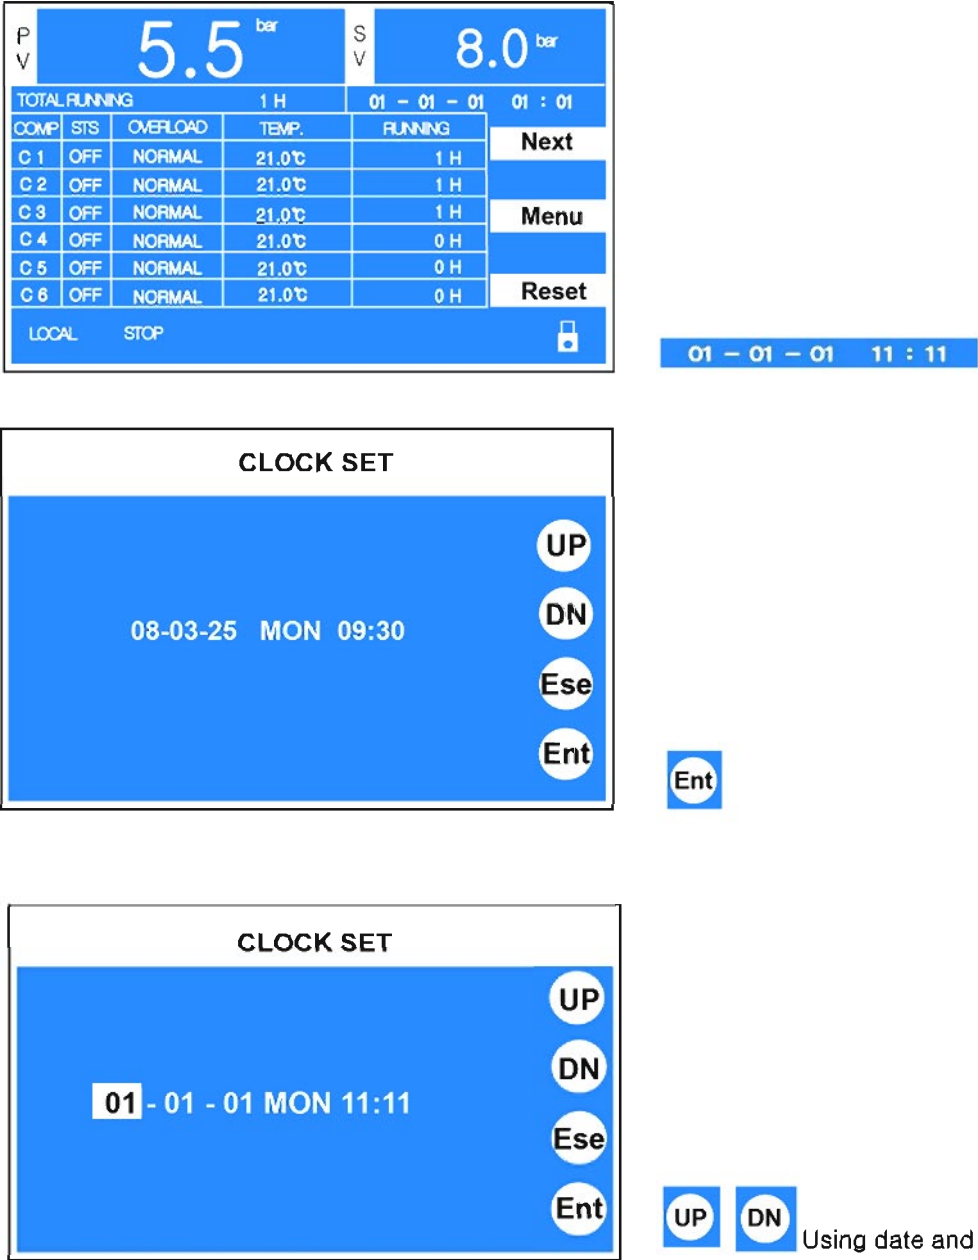 PV 5.5 bar SV 8.0 bar
TOTAL RUNNING 1 H 01 - 01 - 01 01 : 01
COMP STS OVERLOAD TEMP. RUNNING
Next
C 1 OFF NORMAL 21.0℃ 1 H
C 2 OFF NORMAL 21.0℃ 1 H
C 3 OFF NORMAL 21.0℃ 1 H
Menu
C 4 OFF NORMAL 21.0℃ 0 H
C 5 OFF NORMAL 21.0℃ 0 H
C 6 OFF NORMAL 21.0℃ 0 H
Reset
LOCAL STOP
01 - 01 - 01 11 : 11
CLOCK SET
UP
DN
08-03-25 MON 09:30
Ese
Ent
Ent
CLOCK SET
UP
DN
01 - 01 - 01 MON 11:11
Ese
Ent
UP DN Using date and